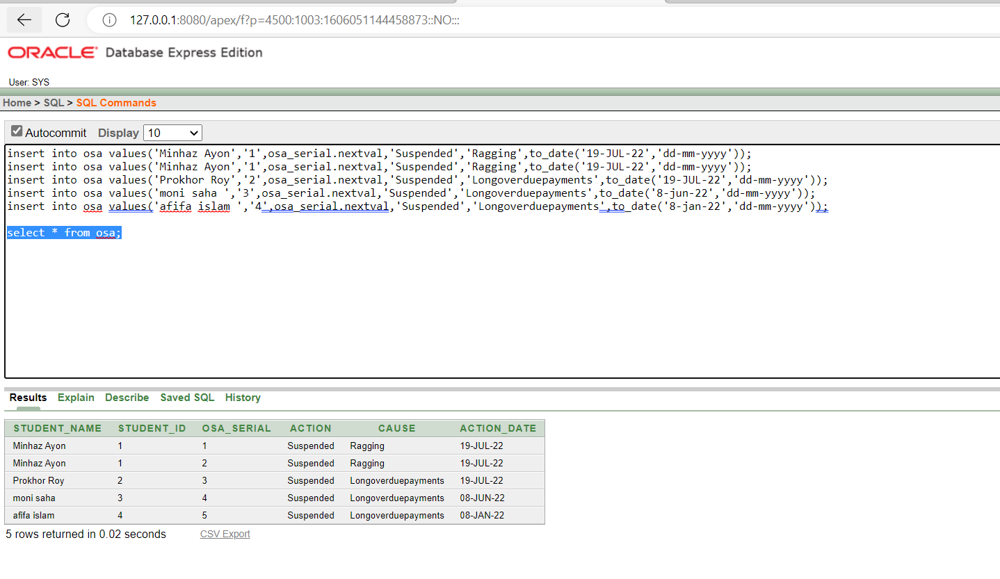 127.0.0.1:8080/apex/f?p=4500:1003:1606051144458873::NO:::
ORACLE Database Express Edition
User: SYS
Home > SQL > SQL Commands
Autocommit Display 10
insert into osa values('Minhaz Ayon','1',osa_serial.nextval,'Suspended','Ragging',to_date('19-JUL-22','dd-mm-yyyy'));
insert into osa values('Minhaz Ayon','1',osa_serial.nextval,'Suspended','Ragging',to_date('19-JUL-22','dd-mm-yyyy'));
insert into osa values('Prokhor Roy','2',osa_serial.nextval,'Suspended','Longoverduepayments',to_date('19-JUL-22','dd-mm-yyyy'));
insert into osa values('moni saha ','3',osa_serial.nextval,'Suspended','Longoverduepayments',to_date('8-jun-22','dd-mm-yyyy'));
insert into osa values('afifa islam ','4',osa_serial.nextval,'Suspended','Longoverduepayments',to_date('8-jan-22','dd-mm-yyyy'));
select * from osa;
Results Explain Describe Saved SQL History
STUDENT_NAME STUDENT_ID OSA_SERIAL ACTION CAUSE ACTION_DATE
Minhaz Ayon 1 1 Suspended Ragging 19-JUL-22
Minhaz Ayon 1 2 Suspended Ragging 19-JUL-22
Prokhor Roy 2 3 Suspended Longoverduepayments 19-JUL-22
moni saha 3 4 Suspended Longoverduepayments 08-JUN-22
afifa islam 4 5 Suspended Longoverduepayments 08-JAN-22
5 rows returned in 0.02 seconds CSV Export